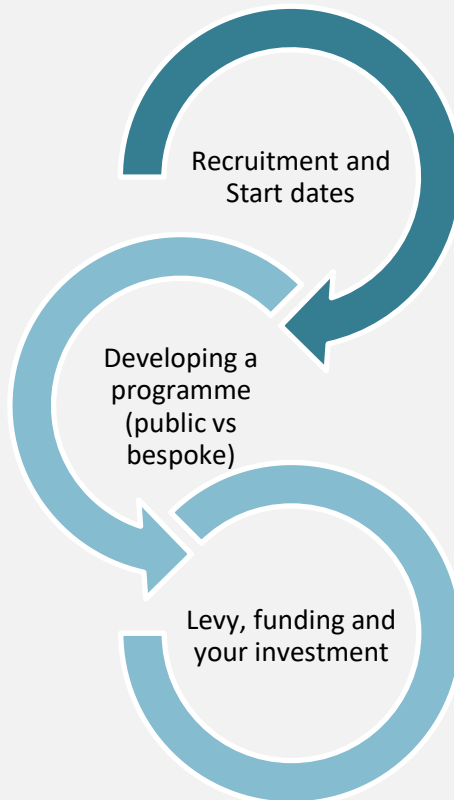 Recruitment and
Start dates
Developing a
programme
(public vs
bespoke)
Levy, funding and
your investment